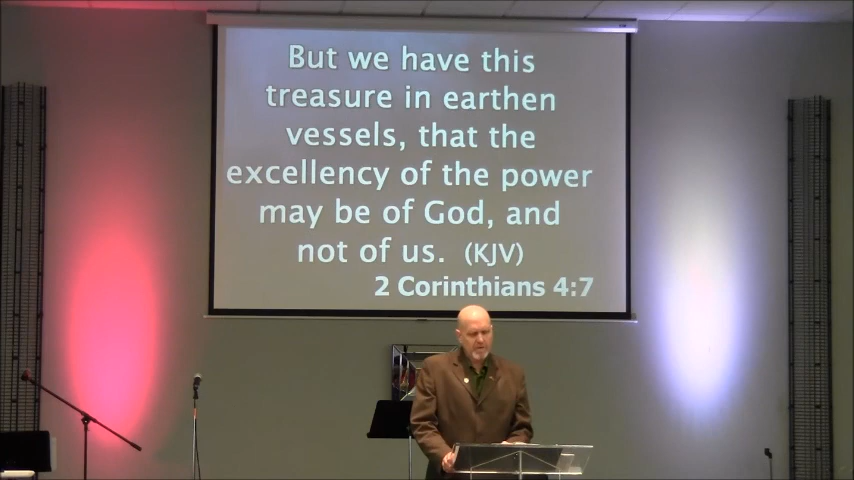 But we have this
treasure in earthen
vessels, that the
excellency of the power
may be of God, and
not of us. (KJV)
2 Corinthians 4:7